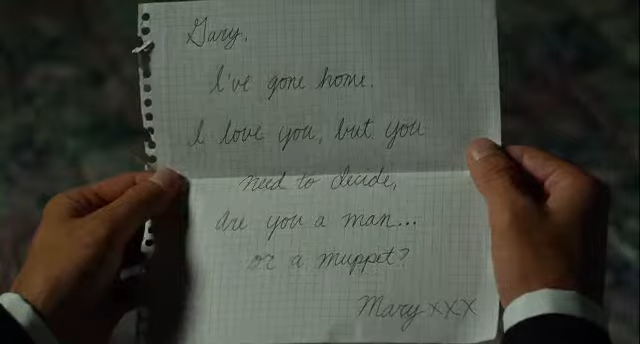 Gary,
I've gone home.
I love you, but you
need to decide,
are you a man...
or a muppet?
Mary xxx